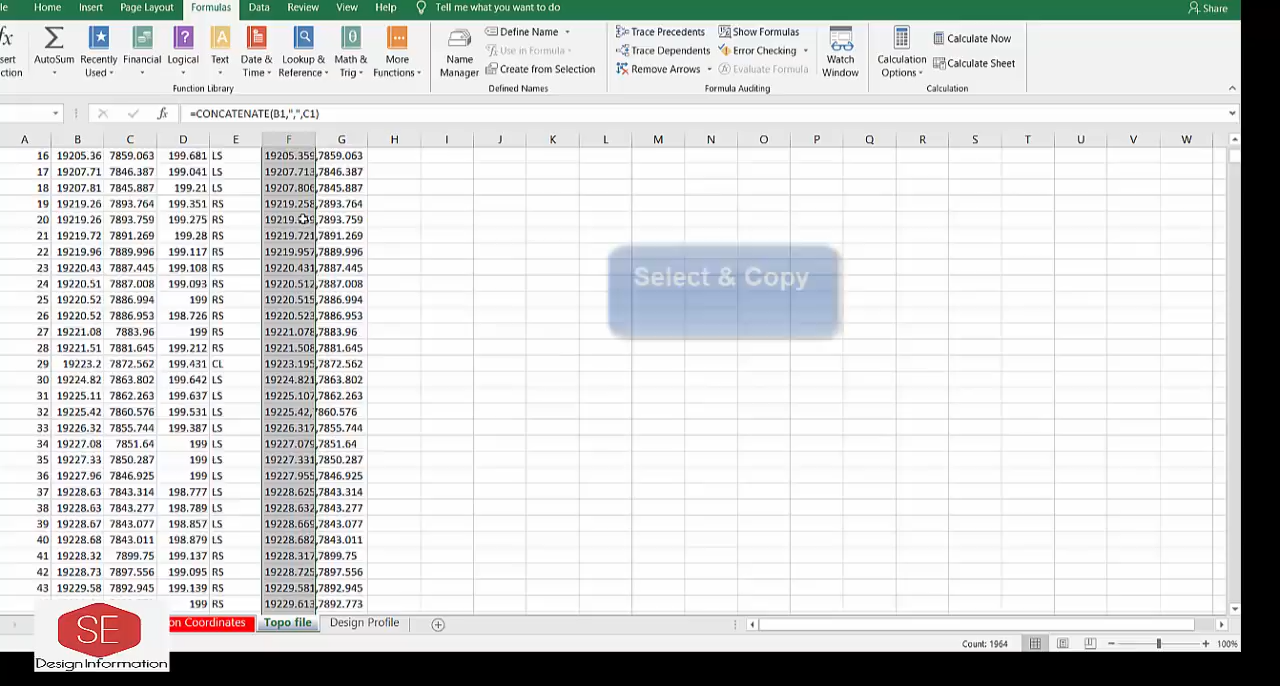 le Home Insert Page Layout Formulas Data Review View Help Tell me what you want to do Share
sert
ction
AutoSum
Recently Used
Financial
Logical
Text
Date & Time
Lookup & Reference
Math & Trig
More Functions
Function Library
Name Manager
Define Name
Use in Formula
Create from Selection
Defined Names
Trace Precedents
Trace Dependents
Remove Arrows
Show Formulas
Error Checking
Evaluate Formula
Formula Auditing
Watch Window
Calculation Options
Calculate Now
Calculate Sheet
Calculation
fx =CONCATENATE(B1,",",C1)
A B C D E F G H I J K L M N O P Q R S T U V W
16 19205.36 7859.063 199.681 LS 19205.359,7859.063
17 19207.71 7846.387 199.041 LS 19207.713,7846.387
18 19207.81 7845.887 199.21 LS 19207.806,7845.887
19 19219.26 7893.764 199.351 RS 19219.258,7893.764
20 19219.26 7893.759 199.275 RS
21 19219.72 7891.269 199.28 RS 19219.721,7891.269
22 19219.96 7889.996 199.117 RS 19219.957,7889.996
23 19220.43 7887.445 199.108 RS 19220.431,7887.445
24 19220.51 7887.008 199.093 RS 19220.512,7887.008
25 19220.52 7886.994 199 RS 19220.515,7886.994
26 19220.52 7886.953 198.726 RS 19220.523,7886.953
27 19221.08 7883.96 199 RS 19221.078,7883.96
28 19221.51 7881.645 199.212 RS 19221.508,7881.645
29 19223.2 7872.562 199.431 CL 19223.195,7872.562
30 19224.82 7863.802 199.642 LS 19224.821,7863.802
31 19225.11 7862.263 199.637 LS 19225.107,7862.263
32 19225.42 7860.576 199.531 LS 19225.42,7860.576
33 19226.32 7855.744 199.387 LS 19226.317,7855.744
34 19227.08 7851.64 199 LS 19227.079,7851.64
35 19227.33 7850.287 199 LS 19227.331,7850.287
36 19227.96 7846.925 199 LS 19227.955,7846.925
37 19228.63 7843.314 198.777 LS 19228.625,7843.314
38 19228.63 7843.277 198.789 LS 19228.632,7843.277
39 19228.67 7843.077 198.857 LS 19228.669,7843.077
40 19228.68 7843.011 198.879 LS 19228.682,7843.011
41 19228.32 7899.75 199.137 RS 19228.317,7899.75
42 19228.73 7897.556 199.095 RS 19228.725,7897.556
43 19229.58 7892.945 199.139 RS 19229.581,7892.945
199 RS 19229.613,7892.773
Select & Copy
on Coordinates Topo file Design Profile
Count: 1964 100%
SE
Design Information